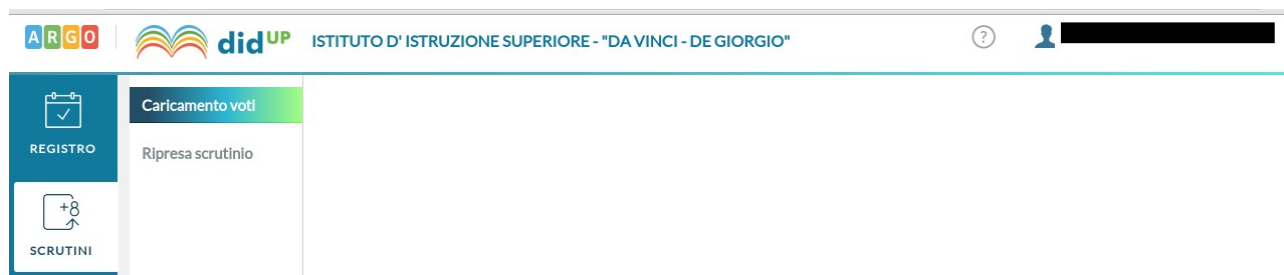 ARGO
didUP
ISTITUTO D' ISTRUZIONE SUPERIORE - "DA VINCI - DE GIORGIO"
?
REGISTRO
Caricamento voti
Ripresa scrutinio
+8
SCRUTINI